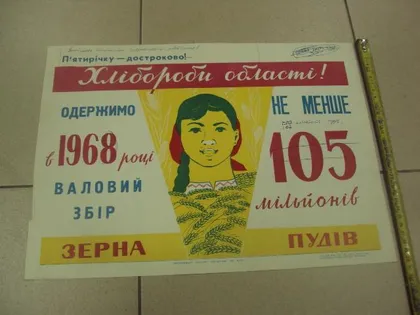 П'ятирічку — достроково!
Хлібороби області!
ОДЕРЖИМО
в 1968 році
ВАЛОВИЙ
ЗБІР
НЕ МЕНШЕ
105
мільйонів
ЗЕРНА
ПУДІВ